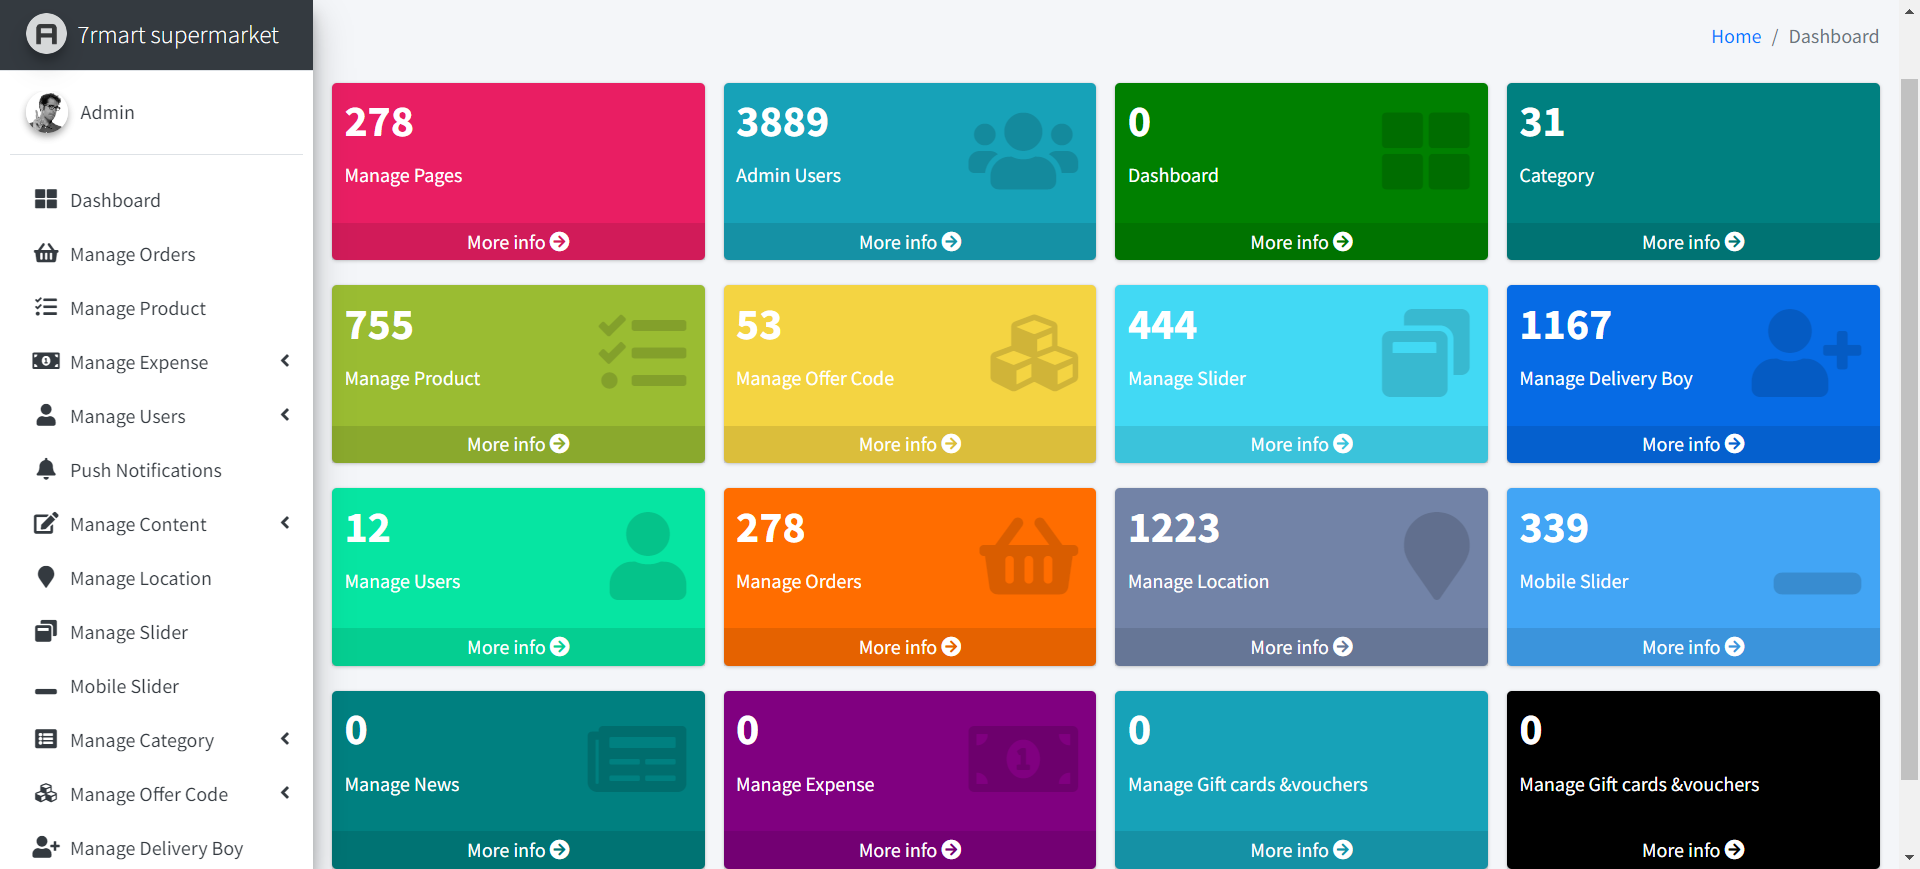 7rmart supermarket
Home / Dashboard
Admin
Dashboard
Manage Orders
Manage Product
Manage Expense
Manage Users
Push Notifications
Manage Content
Manage Location
Manage Slider
Mobile Slider
Manage Category
Manage Offer Code
Manage Delivery Boy
278
Manage Pages
More info
3889
Admin Users
More info
0
Dashboard
More info
31
Category
More info
755
Manage Product
More info
53
Manage Offer Code
More info
444
Manage Slider
More info
1167
Manage Delivery Boy
More info
12
Manage Users
More info
278
Manage Orders
More info
1223
Manage Location
More info
339
Mobile Slider
More info
0
Manage News
More info
0
Manage Expense
More info
0
Manage Gift cards &vouchers
More info
0
Manage Gift cards &vouchers
More info